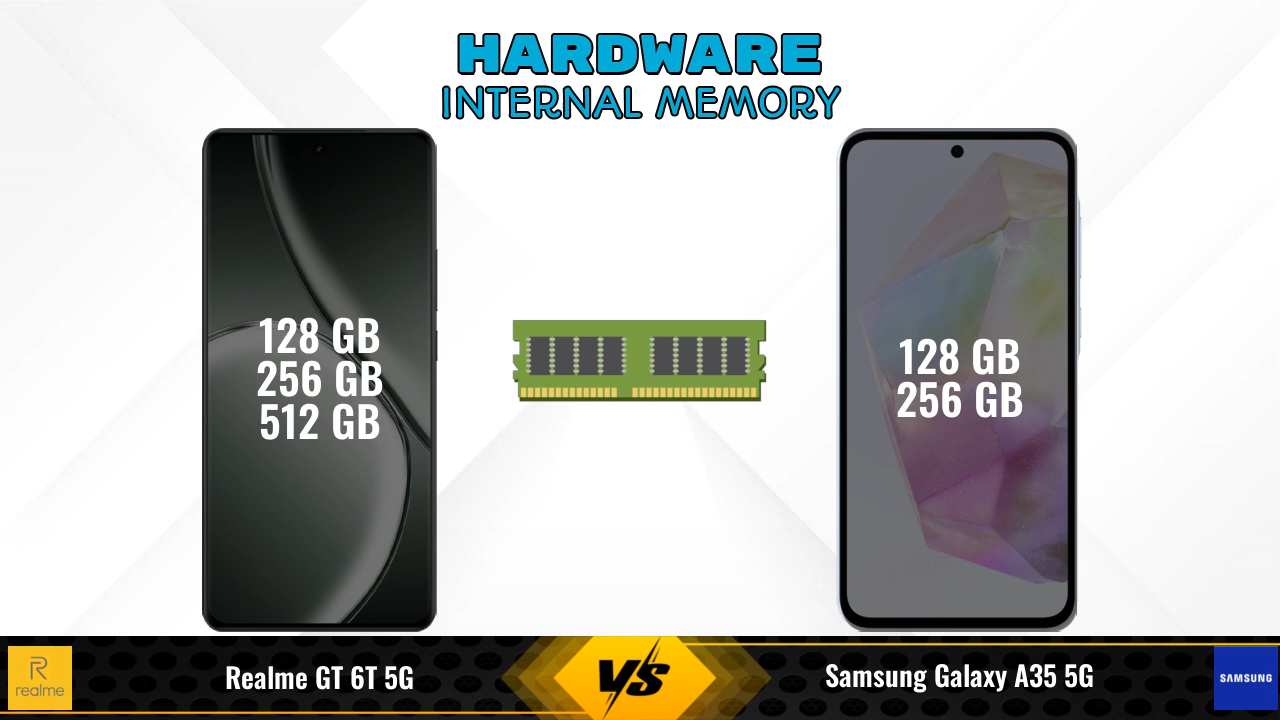 HARDWARE
INTERNAL MEMORY
128 GB
256 GB
512 GB
128 GB
256 GB
R
realme
Realme GT 6T 5G
VS
Samsung Galaxy A35 5G
SAMSUNG